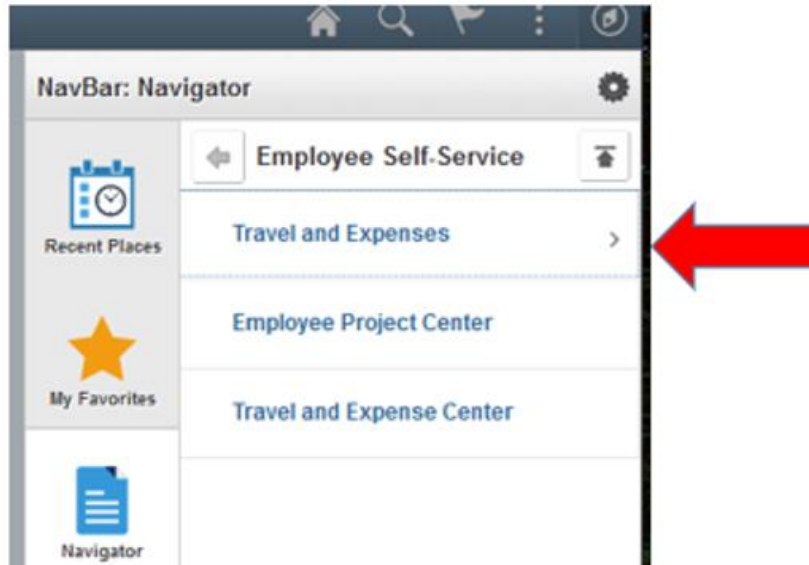 NavBar: Navigator
Employee Self-Service
Recent Places
Travel and Expenses
My Favorites
Employee Project Center
Travel and Expense Center
Navigator